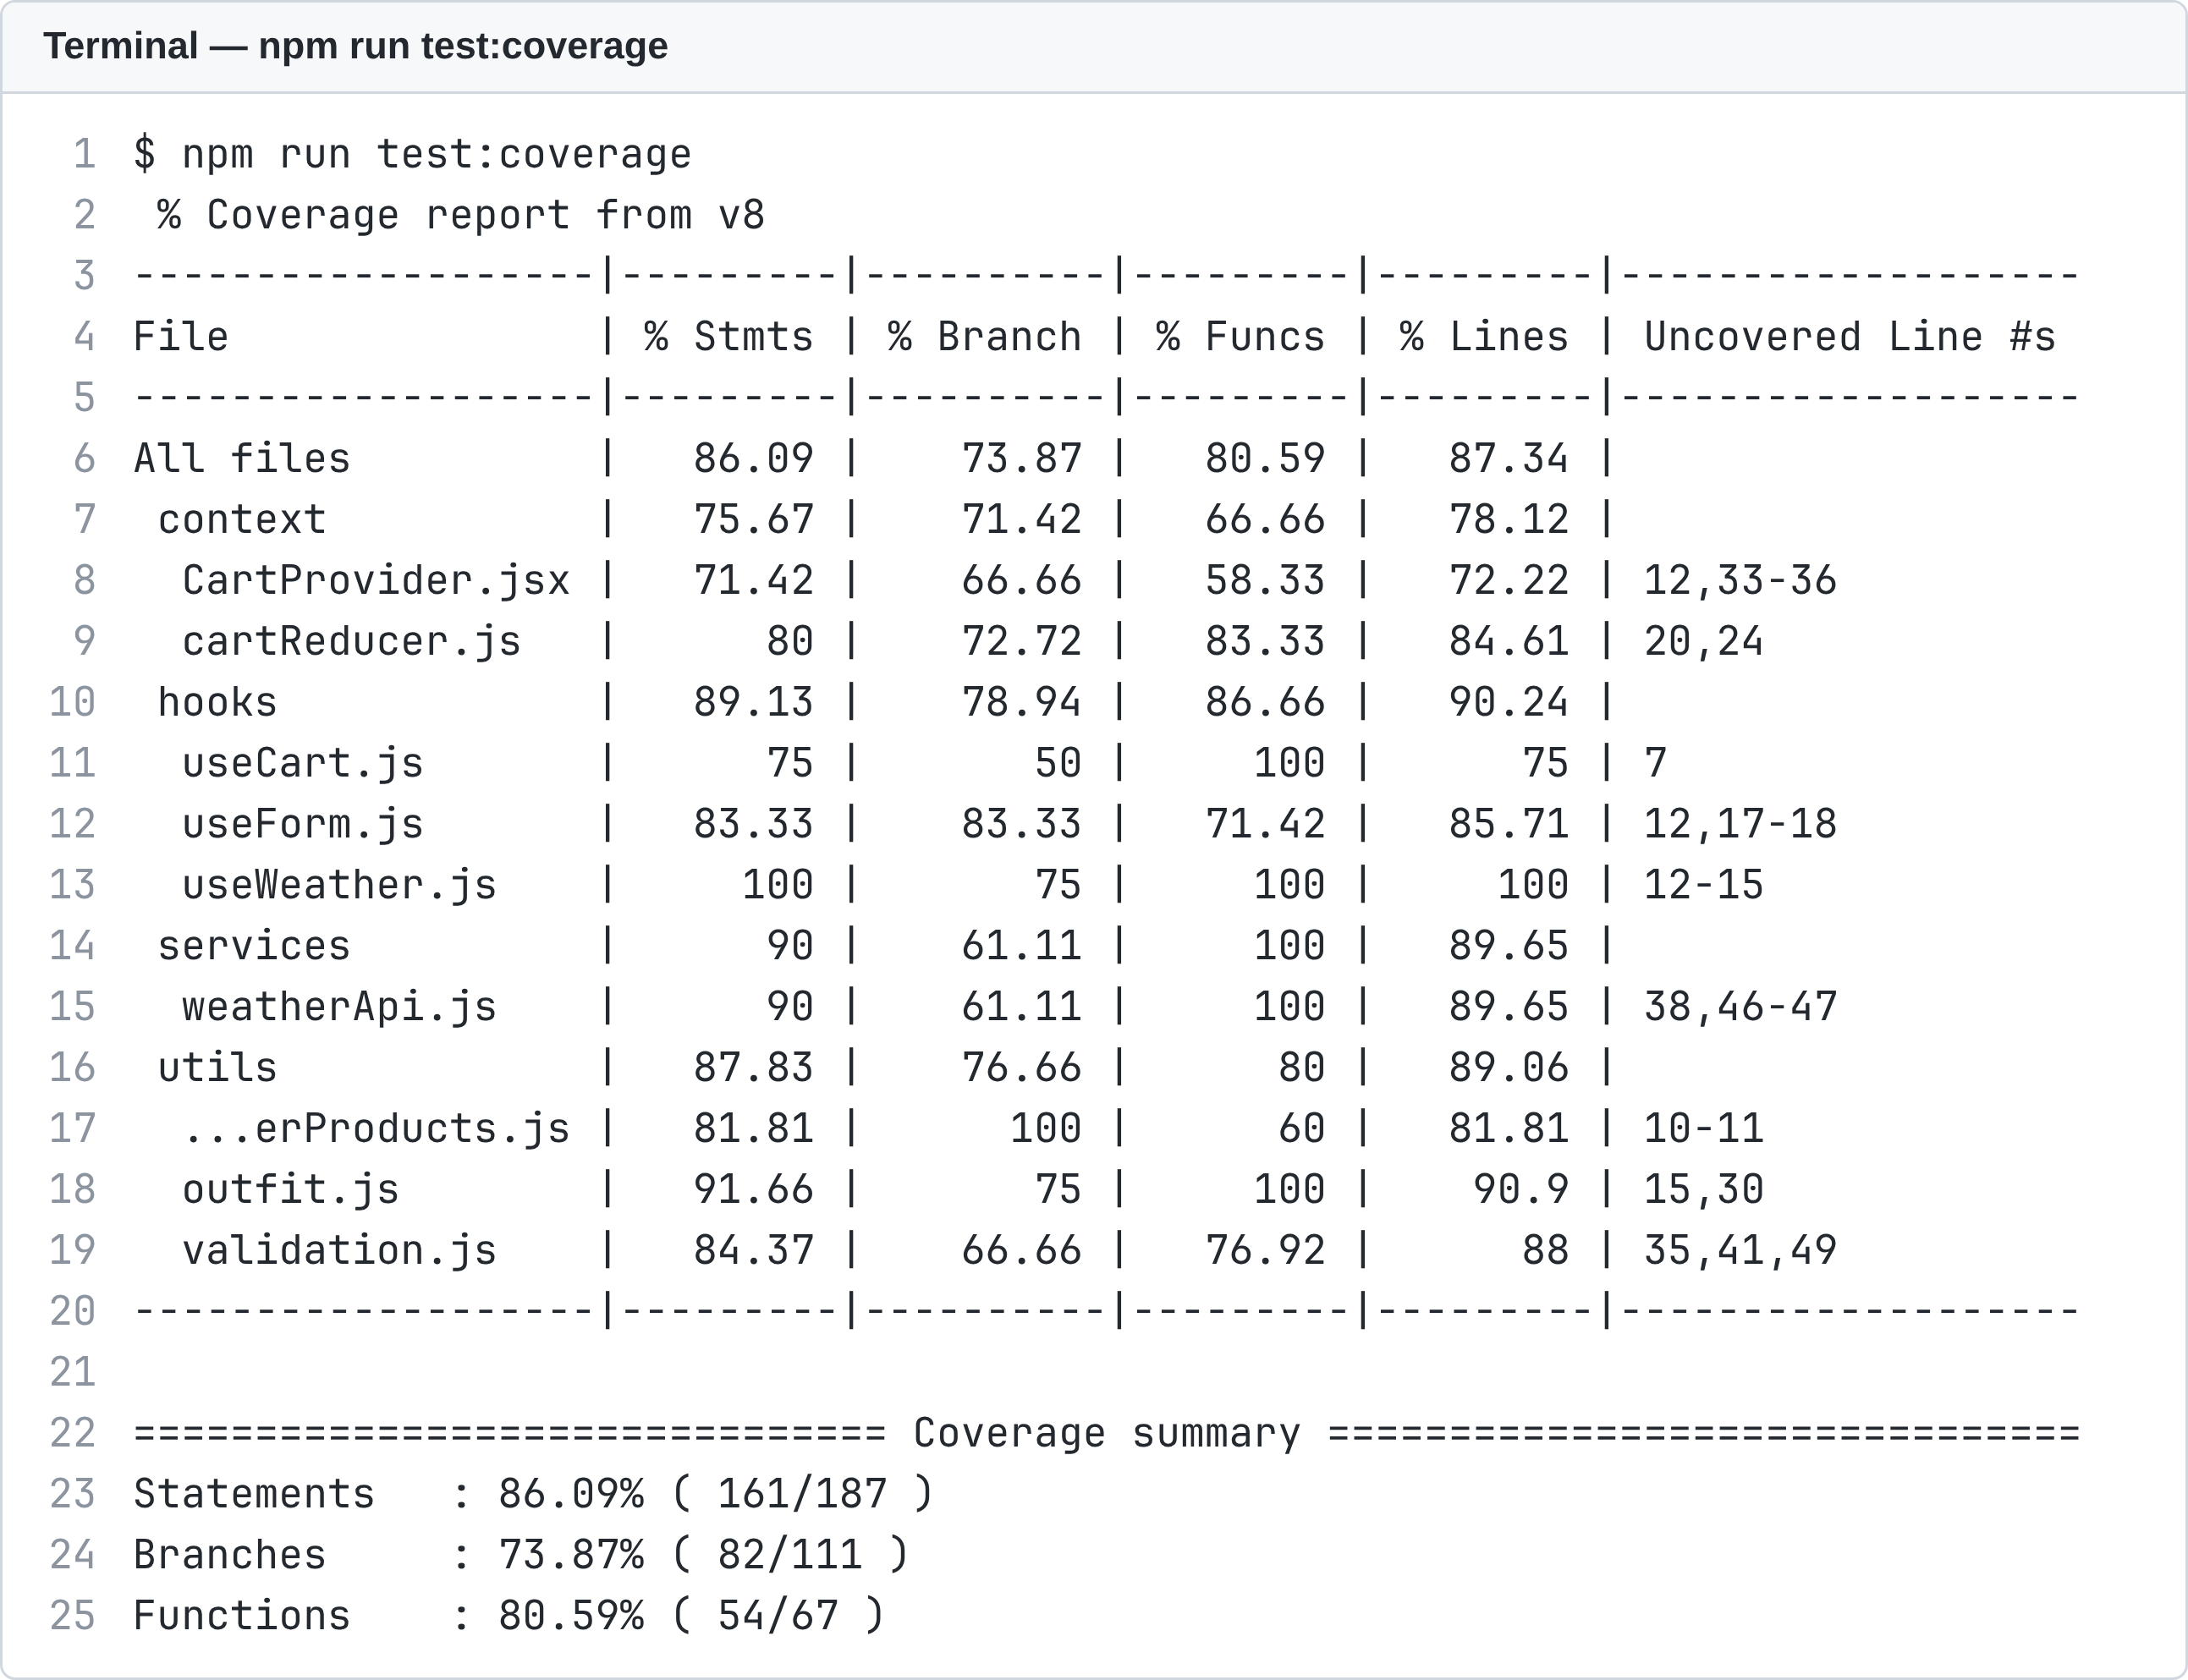 Terminal — npm run test:coverage
1 $ npm run test:coverage
2  % Coverage report from v8
3 -------------------|---------|----------|---------|---------|-------------------
4 File               | % Stmts | % Branch | % Funcs | % Lines | Uncovered Line #s
5 -------------------|---------|----------|---------|---------|-------------------
6 All files          |   86.09 |    73.87 |   80.59 |   87.34 |
7  context           |   75.67 |    71.42 |   66.66 |   78.12 |
8   CartProvider.jsx |   71.42 |    66.66 |   58.33 |   72.22 | 12,33-36
9   cartReducer.js   |      80 |    72.72 |   83.33 |   84.61 | 20,24
10  hooks             |   89.13 |    78.94 |   86.66 |   90.24 |
11   useCart.js       |      75 |       50 |     100 |      75 | 7
12   useForm.js       |   83.33 |    83.33 |   71.42 |   85.71 | 12,17-18
13   useWeather.js    |     100 |       75 |     100 |     100 | 12-15
14  services          |      90 |    61.11 |     100 |   89.65 |
15   weatherApi.js    |      90 |    61.11 |     100 |   89.65 | 38,46-47
16  utils             |   87.83 |    76.66 |      80 |   89.06 |
17   ...erProducts.js |   81.81 |      100 |      60 |   81.81 | 10-11
18   outfit.js        |   91.66 |       75 |     100 |    90.9 | 15,30
19   validation.js    |   84.37 |    66.66 |   76.92 |      88 | 35,41,49
20 -------------------|---------|----------|---------|---------|-------------------
21
22 =============================== Coverage summary ===============================
23 Statements   : 86.09% ( 161/187 )
24 Branches     : 73.87% ( 82/111 )
25 Functions    : 80.59% ( 54/67 )